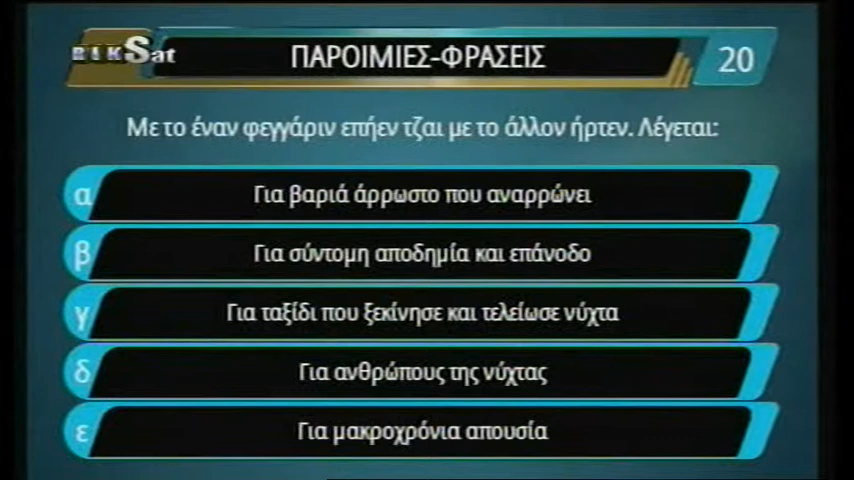 RIKSat
ΠΑΡΟΙΜΙΕΣ-ΦΡΑΣΕΙΣ
20
Με το έναν φεγγάριν επήεν τζαι με το άλλον ήρτεν. Λέγεται:
α
Για βαριά άρρωστο που αναρρώνει
β
Για σύντομη αποδημία και επάνοδο
γ
Για ταξίδι που ξεκίνησε και τελείωσε νύχτα
δ
Για ανθρώπους της νύχτας
ε
Για μακροχρόνια απουσία